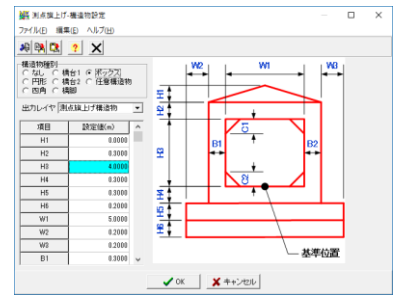 測点旗上げ-構造物設定
ファイル(F) 編集(E) ヘルプ(H)
構造物種別
なし 橋台1 ボックス
円形 橋台2 任意構造物
四角 橋脚
出力レイヤ 測点旗上げ構造物
項目 設定値(m)
H1 0.8000
H2 0.3000
H3 4.0000
H4 0.3000
H5 0.3000
H6 0.2000
W1 5.0000
W2 0.2000
W3 0.2000
B1 0.3000
W2 W1 W3
H1
H2
H3
H4
H5
H6
B1
B2
C1
C2
基準位置
OK キャンセル